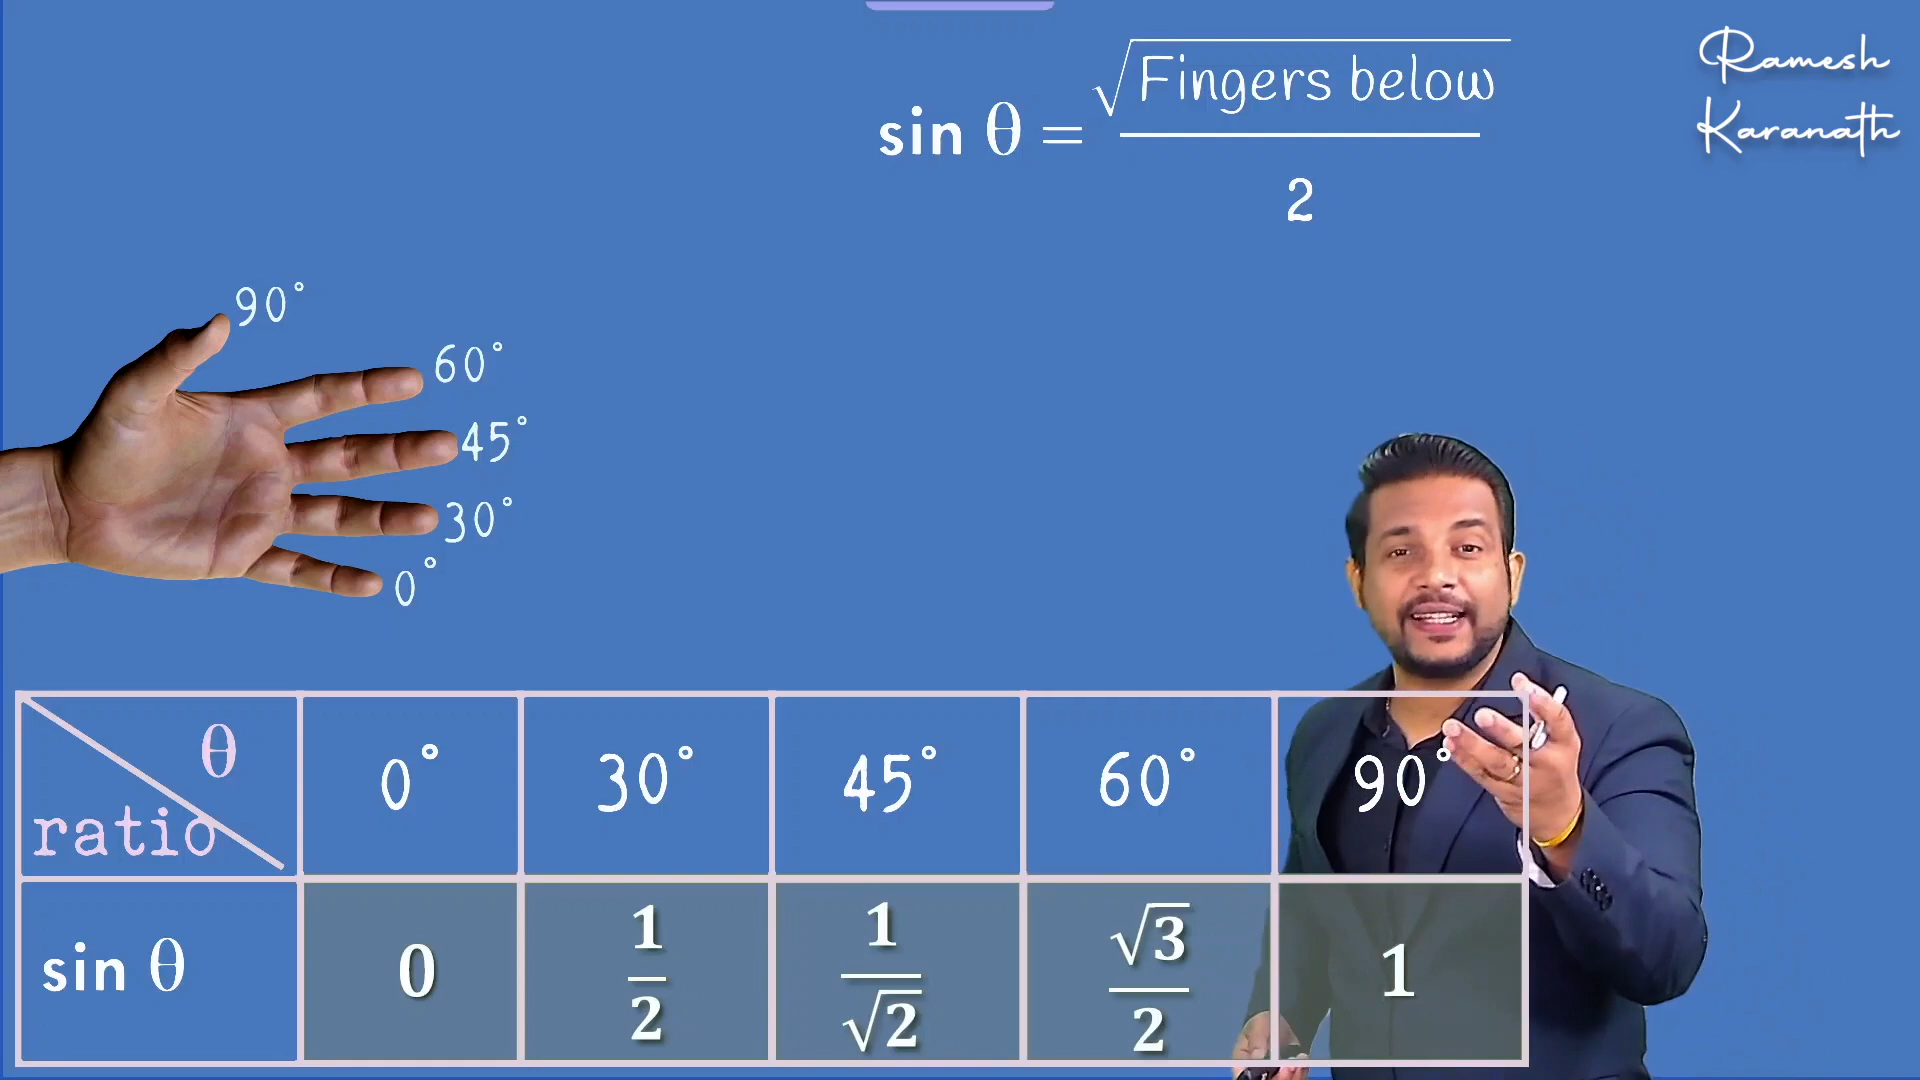 Ramesh
Karanath
sin θ = √Fingers below / 2
90°
60°
45°
30°
0°
θ
ratio
0° 30° 45° 60° 90°
sin θ 0 1/2 1/√2 √3/2 1